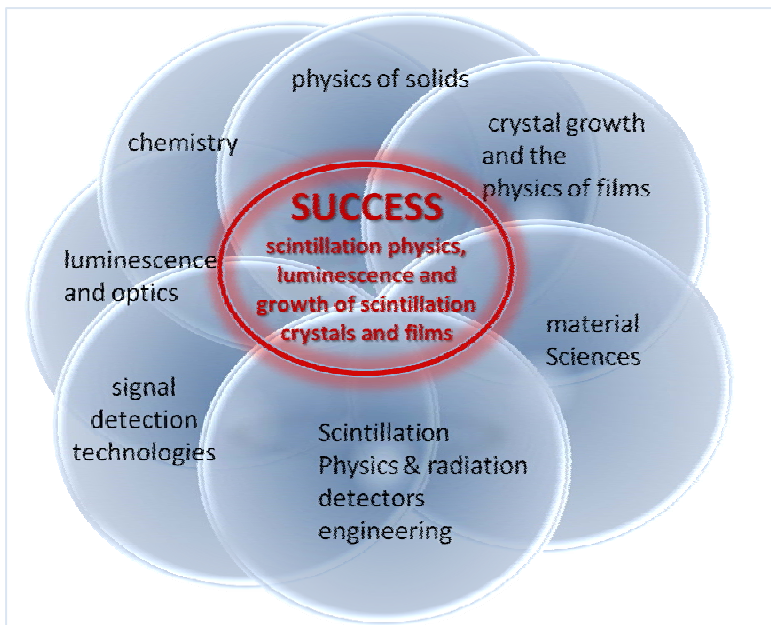 physics of solids
chemistry
crystal growth
and the
physics of films
SUCCESS
scintillation physics,
luminescence and
growth of scintillation
crystals and films
luminescence
and optics
material
Sciences
signal
detection
technologies
Scintillation
Physics & radiation
detectors
engineering